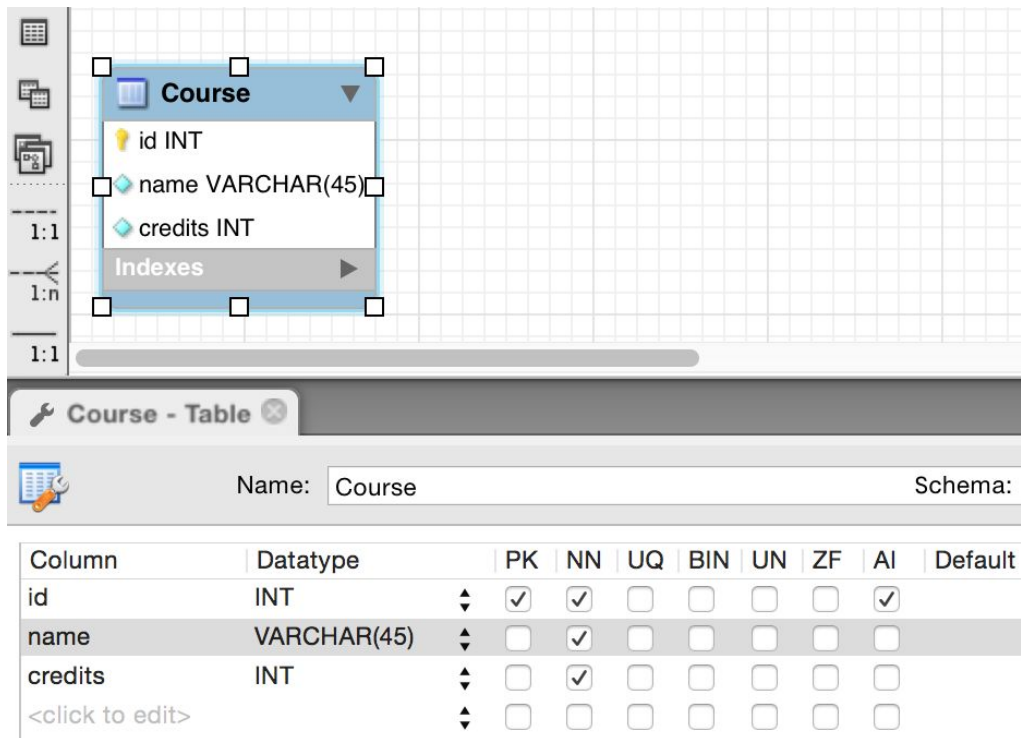 Course
id INT
name VARCHAR(45)
credits INT
Indexes
1:1
1:n
1:1
Course - Table
Name: Course Schema:
Column Datatype PK NN UQ BIN UN ZF AI Default
id INT
name VARCHAR(45)
credits INT
<click to edit>